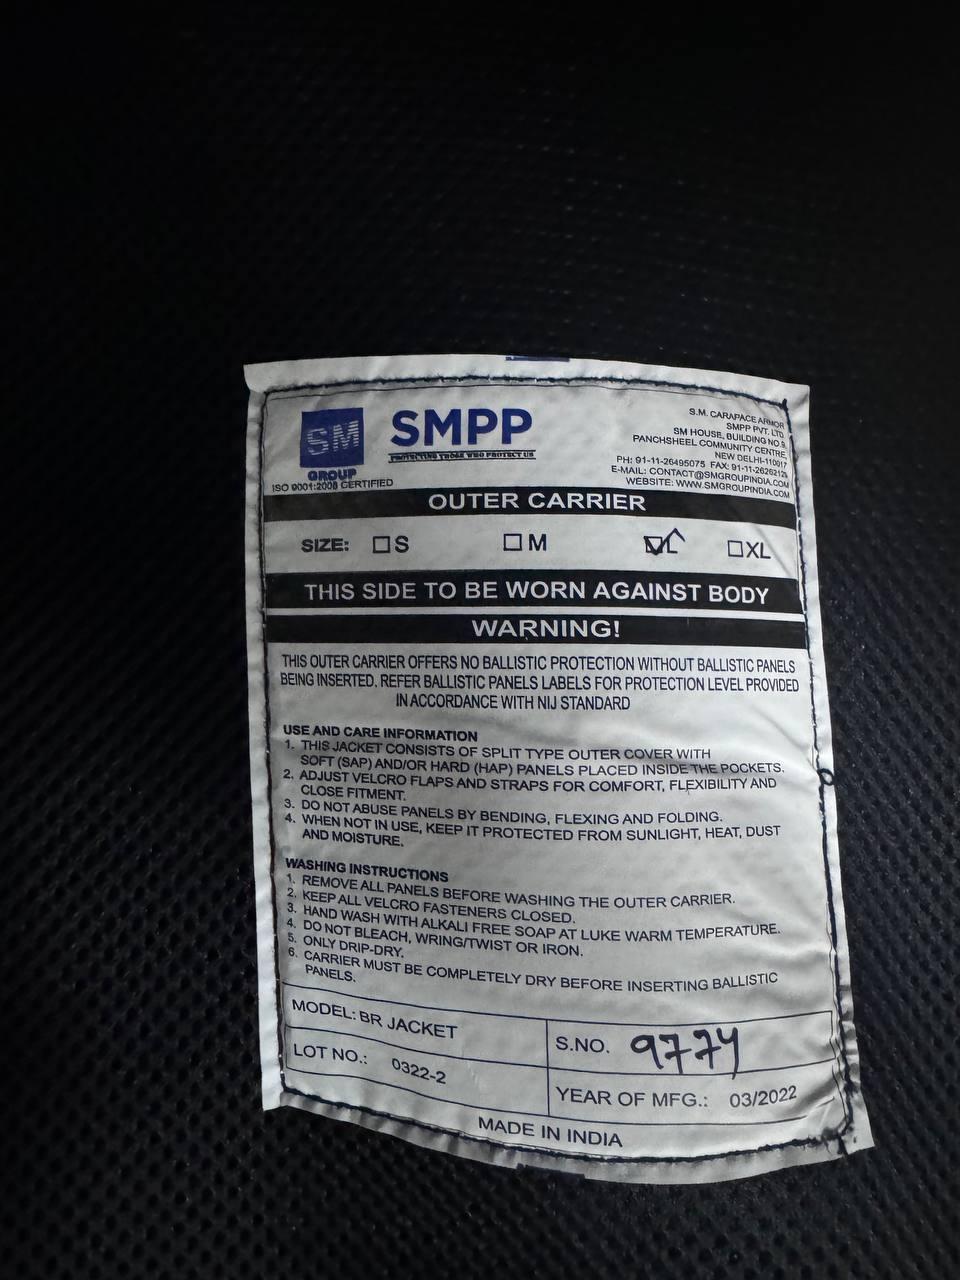 SM
GROUP
ISO 9001:2008 CERTIFIED
SMPP
PROTECTING THOSE WHO PROTECT US
S.M. CARAPACE ARMOR
SMPP PVT. LTD.
SM HOUSE, BUILDING NO.9,
PANCHSHEEL COMMUNITY CENTRE,
NEW DELHI-110017
PH: 91-11-26495075 FAX: 91-11-26262124
E-MAIL: CONTACT@SMGROUPINDIA.COM
WEBSITE: WWW.SMGROUPINDIA.COM
OUTER CARRIER
SIZE: ☐S ☐M ☑L ☐XL
THIS SIDE TO BE WORN AGAINST BODY
WARNING!
THIS OUTER CARRIER OFFERS NO BALLISTIC PROTECTION WITHOUT BALLISTIC PANELS
BEING INSERTED. REFER BALLISTIC PANELS LABELS FOR PROTECTION LEVEL PROVIDED
IN ACCORDANCE WITH NIJ STANDARD
USE AND CARE INFORMATION
1. THIS JACKET CONSISTS OF SPLIT TYPE OUTER COVER WITH
SOFT (SAP) AND/OR HARD (HAP) PANELS PLACED INSIDE THE POCKETS.
2. ADJUST VELCRO FLAPS AND STRAPS FOR COMFORT, FLEXIBILITY AND
CLOSE FITMENT.
3. DO NOT ABUSE PANELS BY BENDING, FLEXING AND FOLDING.
4. WHEN NOT IN USE, KEEP IT PROTECTED FROM SUNLIGHT, HEAT, DUST
AND MOISTURE.
WASHING INSTRUCTIONS
1. REMOVE ALL PANELS BEFORE WASHING THE OUTER CARRIER.
2. KEEP ALL VELCRO FASTENERS CLOSED.
3. HAND WASH WITH ALKALI FREE SOAP AT LUKE WARM TEMPERATURE.
4. DO NOT BLEACH, WRING/TWIST OR IRON.
5. ONLY DRIP-DRY.
6. CARRIER MUST BE COMPLETELY DRY BEFORE INSERTING BALLISTIC
PANELS.
MODEL: BR JACKET
S.NO. 9774
LOT NO.: 0322-2
YEAR OF MFG.: 03/2022
MADE IN INDIA